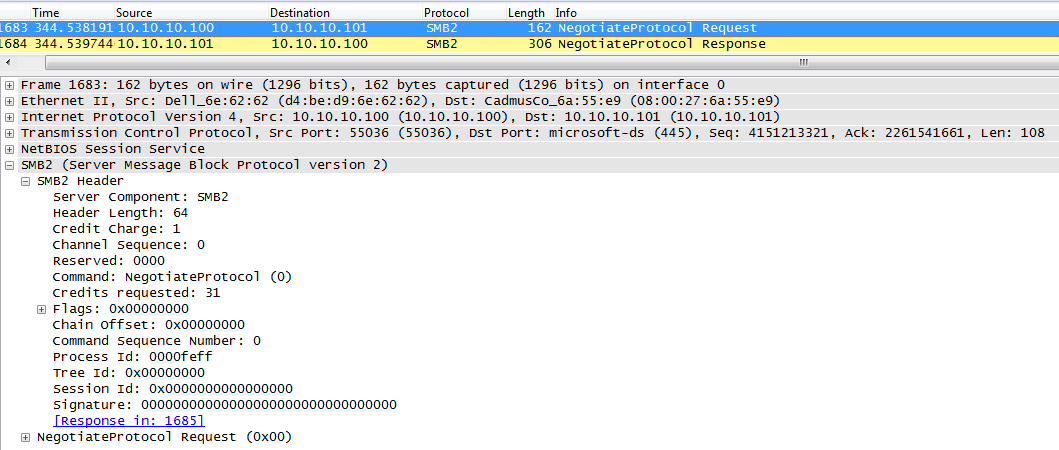 Time Source Destination Protocol Length Info
1683 344.538191 10.10.10.100 10.10.10.101 SMB2 162 NegotiateProtocol Request
1684 344.539744 10.10.10.101 10.10.10.100 SMB2 306 NegotiateProtocol Response
Frame 1683: 162 bytes on wire (1296 bits), 162 bytes captured (1296 bits) on interface 0
Ethernet II, Src: Dell_6e:62:62 (d4:be:d9:6e:62:62), Dst: CadmusCo_6a:55:e9 (08:00:27:6a:55:e9)
Internet Protocol Version 4, Src: 10.10.10.100 (10.10.10.100), Dst: 10.10.10.101 (10.10.10.101)
Transmission Control Protocol, Src Port: 55036 (55036), Dst Port: microsoft-ds (445), Seq: 4151213321, Ack: 2261541661, Len: 108
NetBIOS Session Service
SMB2 (Server Message Block Protocol version 2)
SMB2 Header
Server Component: SMB2
Header Length: 64
Credit Charge: 1
Channel Sequence: 0
Reserved: 0000
Command: NegotiateProtocol (0)
Credits requested: 31
Flags: 0x00000000
Chain Offset: 0x00000000
Command Sequence Number: 0
Process Id: 0000feff
Tree Id: 0x00000000
Session Id: 0x0000000000000000
Signature: 00000000000000000000000000000000
[Response in: 1685]
NegotiateProtocol Request (0x00)